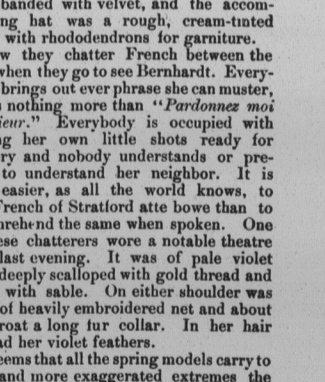 banded with velvet, and the accom-
ng hat was a rough, cream-tinted
with rhododendrons for garniture.
w they chatter French between the
when they go to see Bernhardt. Every-
brings out ever phrase she can muster,
s nothing more than "Pardonnez moi
ieur." Everybody is occupied with
ng her own little shots ready for
ry and nobody understands or pre-
to understand her neighbor. It is
easier, as all the world knows, to
French of Stratford atte bowe than to
nrehend the same when spoken. One
ese chatterers wore a notable theatre
last evening. It was of pale violet
deeply scalloped with gold thread and
with sable. On either shoulder was
of heavily embroidered net and about
roat a long fur collar. In her hair
ad her violet feathers.
eems that all the spring models carry to
and more exaggerated extremes the